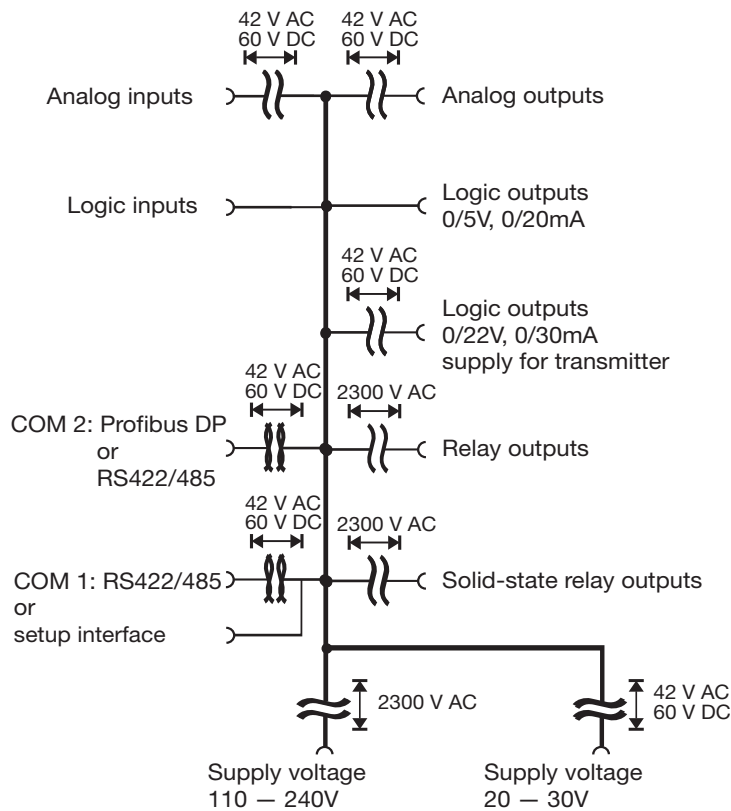 42 V AC
60 V DC
42 V AC
60 V DC
Analog inputs
Analog outputs
Logic inputs
Logic outputs
0/5V, 0/20mA
42 V AC
60 V DC
Logic outputs
0/22V, 0/30mA
supply for transmitter
42 V AC
60 V DC
2300 V AC
COM 2: Profibus DP
or
RS422/485
Relay outputs
42 V AC
60 V DC
2300 V AC
COM 1: RS422/485
or
setup interface
Solid-state relay outputs
2300 V AC
42 V AC
60 V DC
Supply voltage
110 — 240V
Supply voltage
20 — 30V